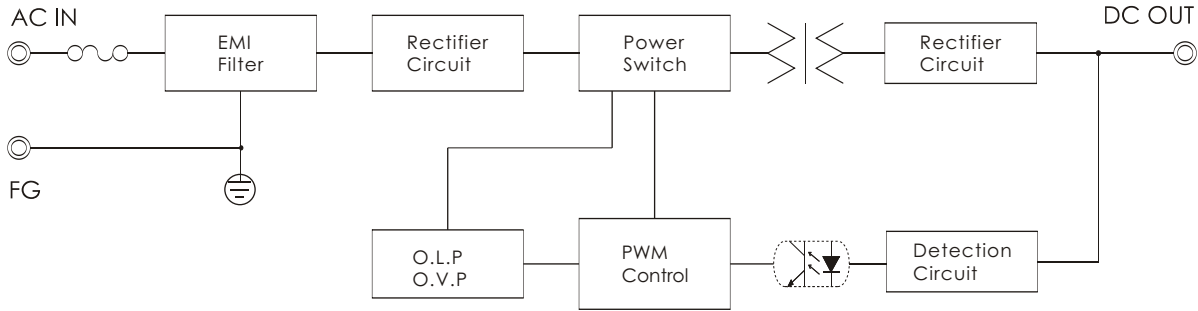 AC IN
DC OUT
EMI
Filter
Rectifier
Circuit
Power
Switch
Rectifier
Circuit
FG
O.L.P
O.V.P
PWM
Control
Detection
Circuit